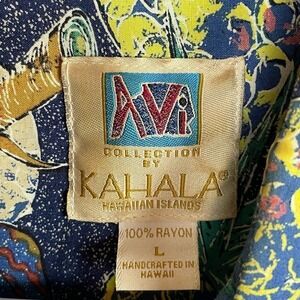 AVi
COLLECTION
BY
KAHALA®
HAWAIIAN ISLANDS
100% RAYON
L
HANDCRAFTED IN
HAWAII